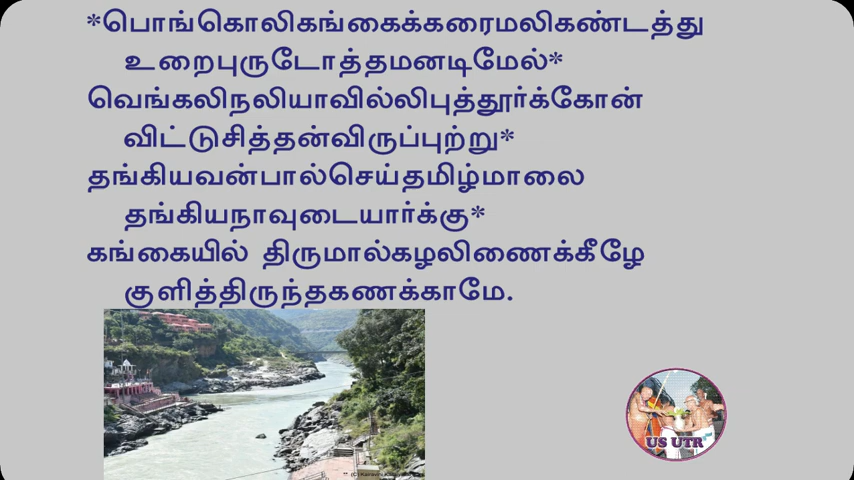 *பொங்கொலிகங்கைக்கரைமலிகண்டத்து
உறைபுருடோத்தமனடிமேல்*
வெங்கலிநலியாவில்லிபுத்தூர்க்கோன்
விட்டுசித்தன்விருப்புற்று*
தங்கியவன்பால்செய்தமிழ்மாலை
தங்கியநாவுடையார்க்கு*
கங்கையில் திருமால்கழலிணைக்கீழே
குளித்திருந்தகணக்காமே.
US UTR